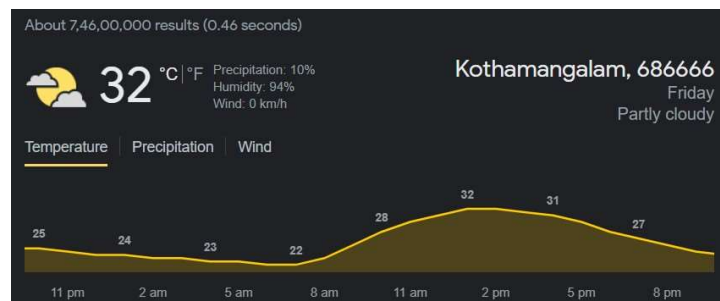 About 7,46,00,000 results (0.46 seconds)
32 °C | °F
Precipitation: 10%
Humidity: 94%
Wind: 0 km/h
Kothamangalam, 686666
Friday
Partly cloudy
Temperature | Precipitation | Wind
25 24 23 22 28 32 31 27
11 pm 2 am 5 am 8 am 11 am 2 pm 5 pm 8 pm